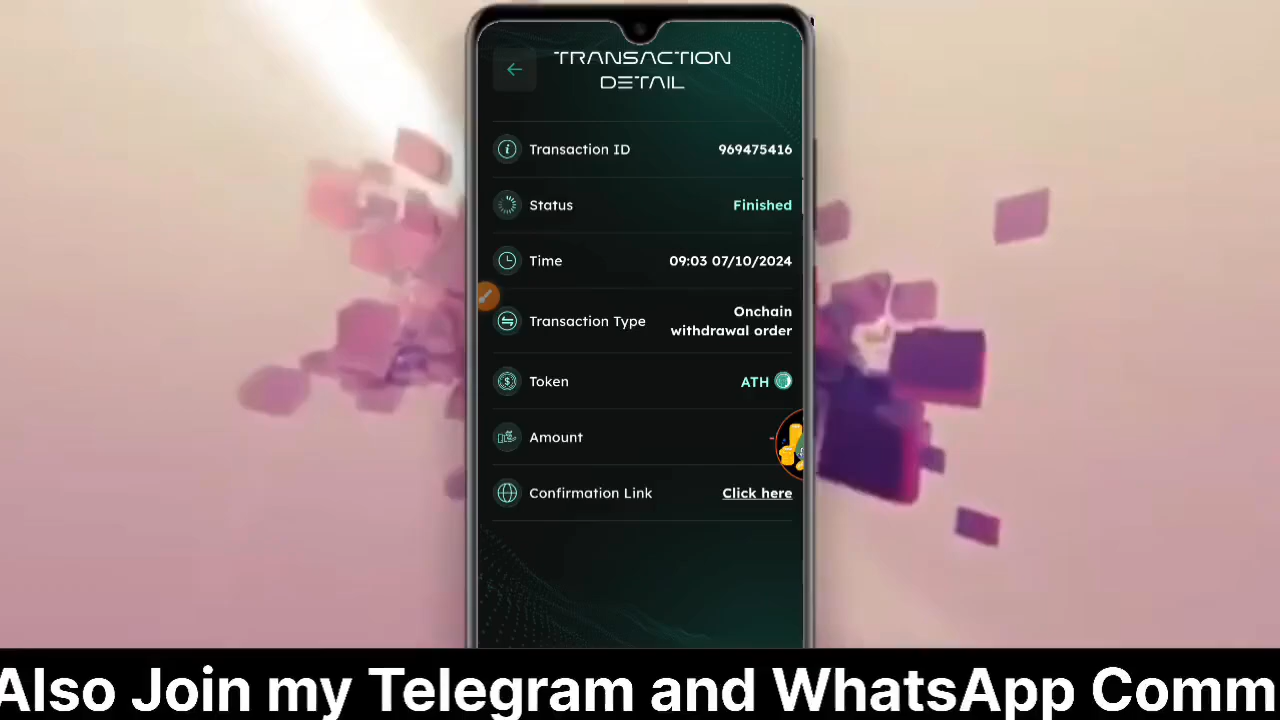 TRANSACTION
DETAIL
Transaction ID 969475416
Status Finished
Time 09:03 07/10/2024
Transaction Type Onchain
withdrawal order
Token ATH
Amount -
Confirmation Link Click here
Also Join my Telegram and WhatsApp Comm